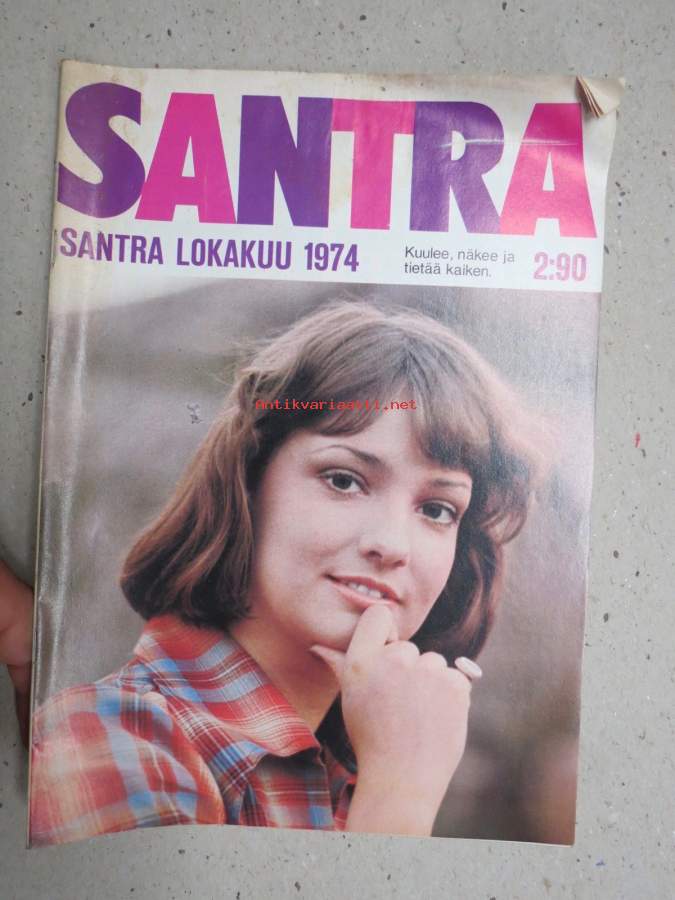 SANTRA
SANTRA LOKAKUU 1974
Kuulee, näkee ja
tietää kaiken.
2:90
Antikvariaatti.net